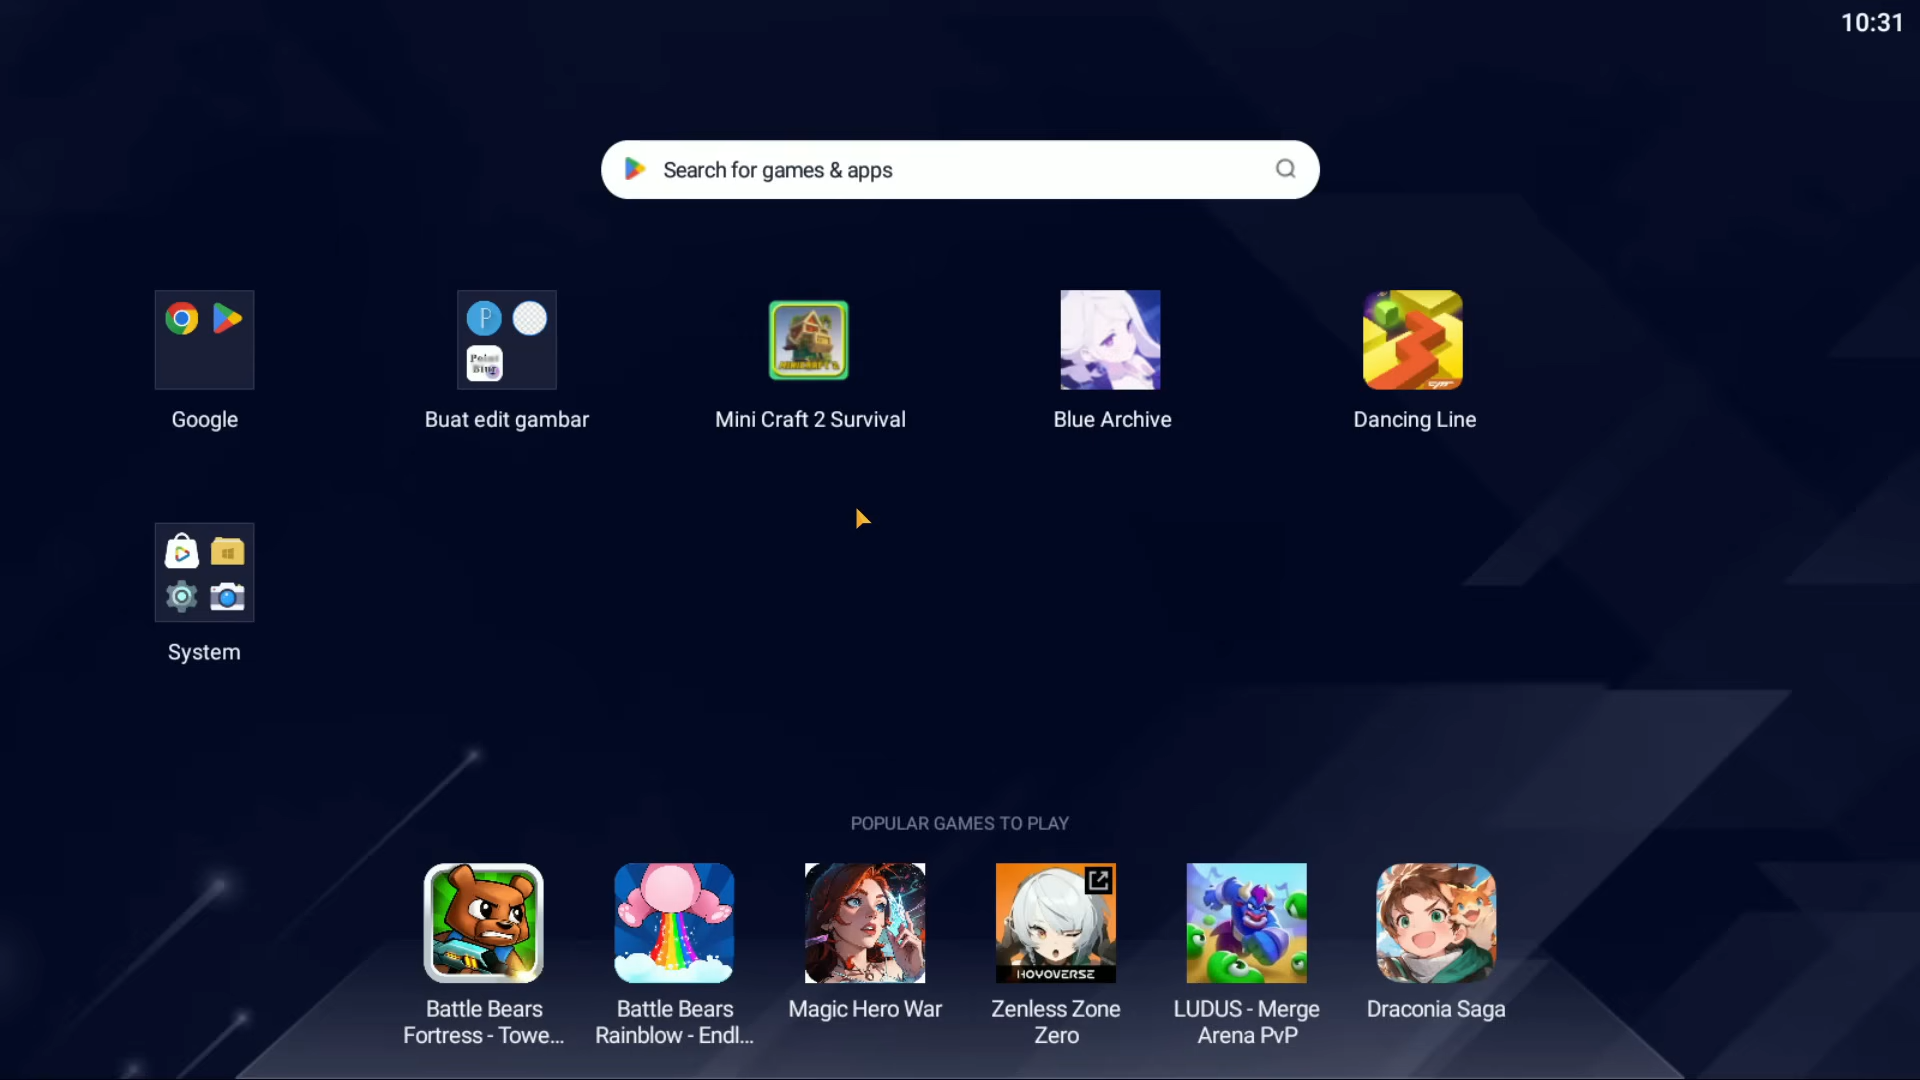 10:31
Search for games & apps
P
Paint
Google
Buat edit gambar
Mini Craft 2 Survival
Blue Archive
Dancing Line
System
POPULAR GAMES TO PLAY
HOYOVERSE
Battle Bears
Fortress - Towe...
Battle Bears
Rainblow - Endl...
Magic Hero War
Zenless Zone
Zero
LUDUS - Merge
Arena PvP
Draconia Saga